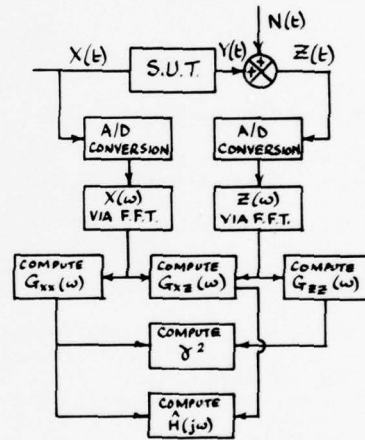 N(t)
X(t)
S.U.T.
Y(t)
+
+
Z(t)
A/D
CONVERSION
A/D
CONVERSION
X(ω)
VIA F.F.T.
Z(ω)
VIA F.F.T.
COMPUTE
Gxx(ω)
COMPUTE
Gxz(ω)
COMPUTE
Gzz(ω)
COMPUTE
γ²
COMPUTE
Ĥ(jω)